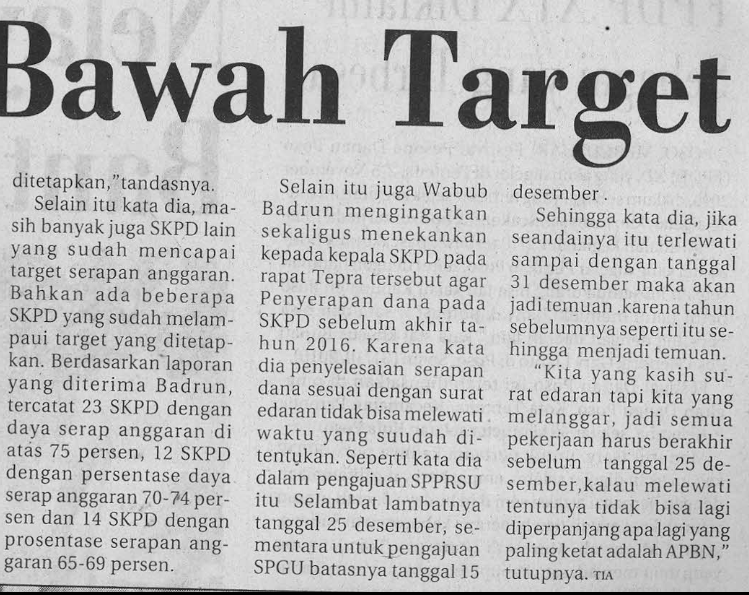 Bawah Target
ditetapkan,"tandasnya.
Selain itu kata dia, ma-
sih banyak juga SKPD lain
yang sudah mencapai
target serapan anggaran.
Bahkan ada beberapa
SKPD yang sudah melam-
paui target yang ditetap-
kan. Berdasarkan laporan
yang diterima Badrun,
tercatat 23 SKPD dengan
daya serap anggaran di
atas 75 persen, 12 SKPD
dengan persentase daya
serap anggaran 70-74 per-
sen dan 14 SKPD dengan
prosentase serapan ang-
garan 65-69 persen.
Selain itu juga Wabub
Badrun mengingatkan
sekaligus menekankan
kepada kepala SKPD pada
rapat Tepra tersebut agar
Penyerapan dana pada
SKPD sebelum akhir ta-
hun 2016. Karena kata
dia penyelesaian serapan
dana sesuai dengan surat
edaran tidak bisa melewati
waktu yang suudah di-
tentukan. Seperti kata dia
dalam pengajuan SPPRSU
itu Selambat lambatnya
tanggal 25 desember, se-
mentara untuk pengajuan
SPGU batasnya tanggal 15
desember.
Sehingga kata dia, jika
seandainya itu terlewati
sampai dengan tanggal
31 desember maka akan
jadi temuan .karena tahun
sebelumnya seperti itu se-
hingga menjadi temuan.
"Kita yang kasih su-
rat edaran tapi kita yang
melanggar, jadi semua
pekerjaan harus berakhir
sebelum tanggal 25 de-
sember,kalau melewati
tentunya tidak bisa lagi
diperpanjang apa lagi yang
paling ketat adalah APBN,"
tutupnya. TIA